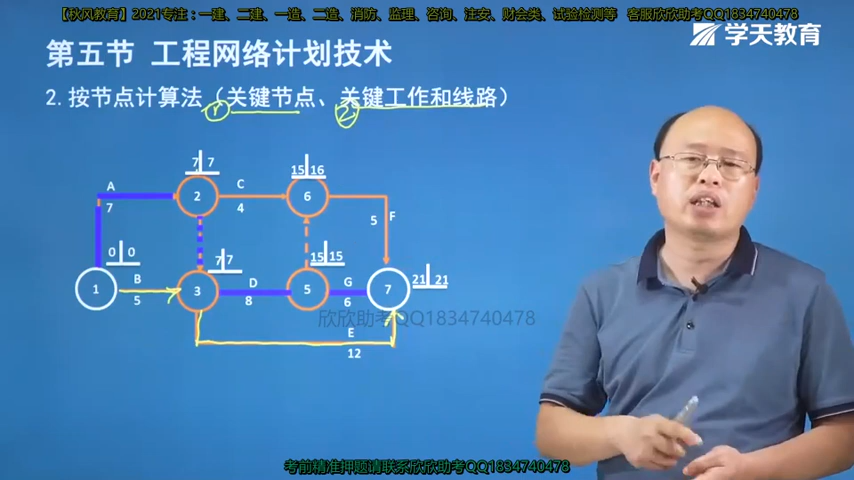 【秋风教育】2021专注：一建、二建、一造、二造、消防、监理、咨询、注安、财会类、试验检测等 客服欣欣助考QQ1834740478
学天教育
第五节 工程网络计划技术
2. 按节点计算法（关键节点、关键工作和线路）
1 2
7 7
15 16
A
2
C
6
7
4
5
F
0 0
7 7
15 15
21 21
1
B
3
D
5
G
7
5
8
6
欣欣助考QQ1834740478
E
12
考前精准押题请联系欣欣助考QQ1834740478